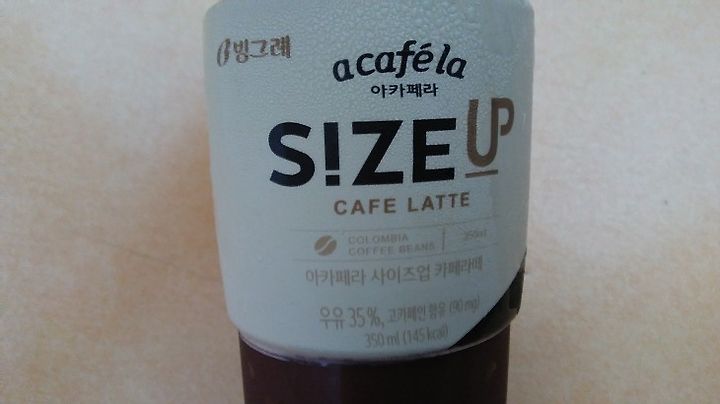 빙그레
acaféla
아카페라
S!ZE UP
CAFE LATTE
COLOMBIA
COFFEE BEANS
350ml
아카페라 사이즈업 카페라떼
우유 35%, 고카페인 함유 (90 mg)
350 ml (145 kcal)